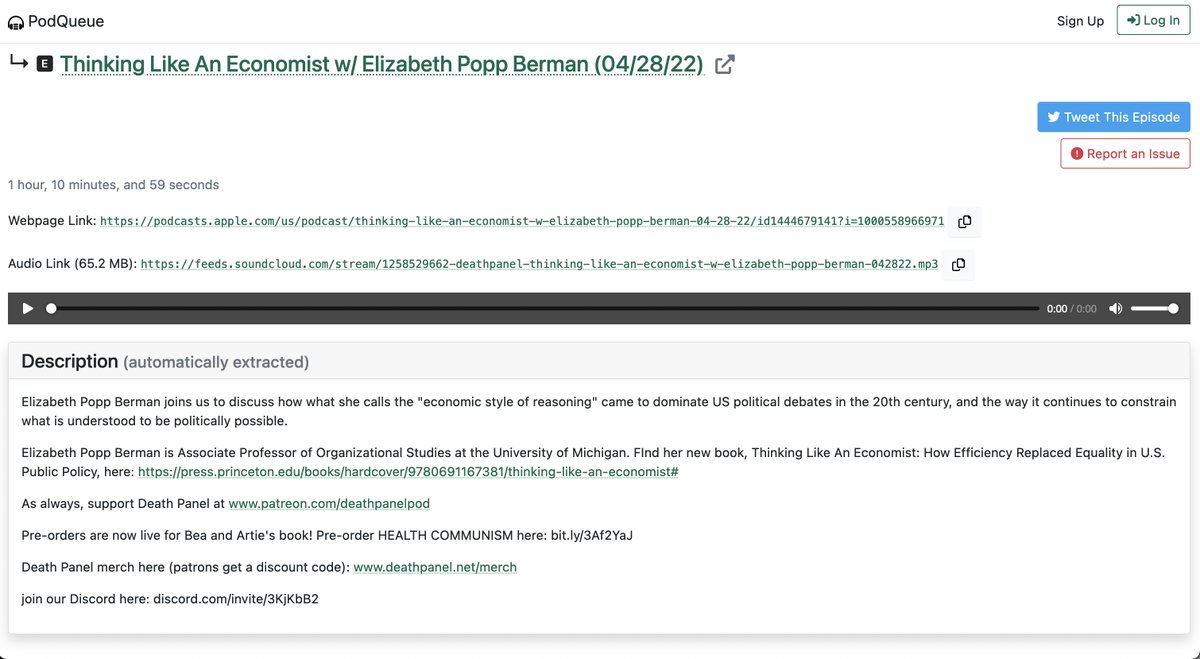 PodQueue
Sign Up
Log In
E Thinking Like An Economist w/ Elizabeth Popp Berman (04/28/22)
Tweet This Episode
Report an Issue
1 hour, 10 minutes, and 59 seconds
Webpage Link: https://podcasts.apple.com/us/podcast/thinking-like-an-economist-w-elizabeth-popp-berman-04-28-22/id1444679141?i=1000558966971
Audio Link (65.2 MB): https://feeds.soundcloud.com/stream/1258529662-deathpanel-thinking-like-an-economist-w-elizabeth-popp-berman-042822.mp3
0:00 / 0:00
Description (automatically extracted)
Elizabeth Popp Berman joins us to discuss how what she calls the "economic style of reasoning" came to dominate US political debates in the 20th century, and the way it continues to constrain
what is understood to be politically possible.
Elizabeth Popp Berman is Associate Professor of Organizational Studies at the University of Michigan. FInd her new book, Thinking Like An Economist: How Efficiency Replaced Equality in U.S.
Public Policy, here: https://press.princeton.edu/books/hardcover/9780691167381/thinking-like-an-economist#
As always, support Death Panel at www.patreon.com/deathpanelpod
Pre-orders are now live for Bea and Artie's book! Pre-order HEALTH COMMUNISM here: bit.ly/3Af2YaJ
Death Panel merch here (patrons get a discount code): www.deathpanel.net/merch
join our Discord here: discord.com/invite/3KjKbB2